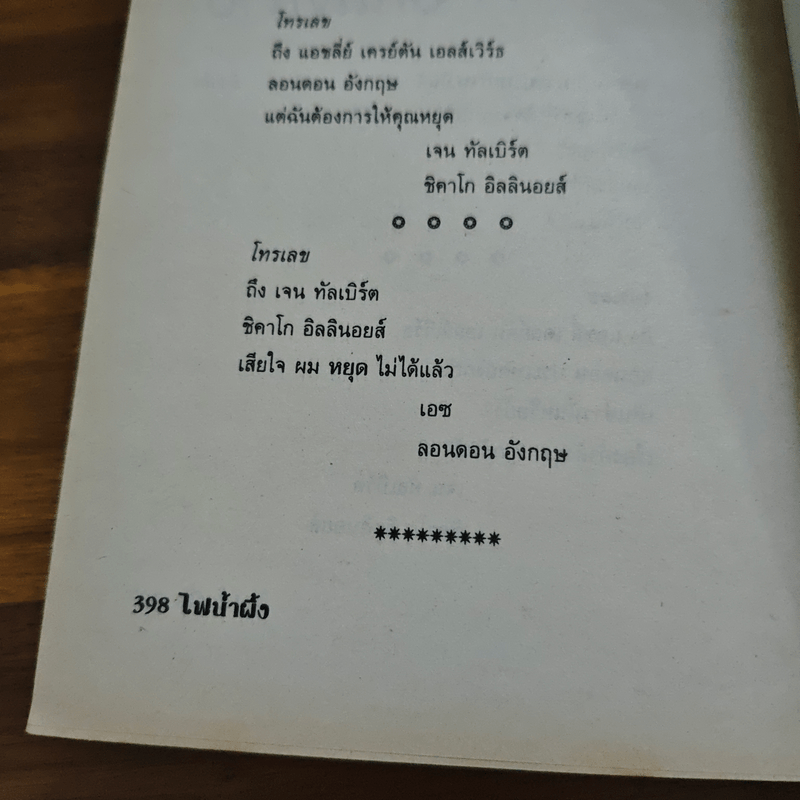 โทรเลข
ถึง แอชลี่ย์ เครย์ตัน เอลส์เวิร์ธ
ลอนดอน อังกฤษ
แต่ฉันต้องการให้คุณหยุด
เจน ทัลเบิร์ต
ชิคาโก อิลลินอยส์
โทรเลข
ถึง เจน ทัลเบิร์ต
ชิคาโก อิลลินอยส์
เสียใจ ผม หยุด ไม่ได้แล้ว
เอซ
ลอนดอน อังกฤษ
*********
398 ไฟน้ำผึ้ง